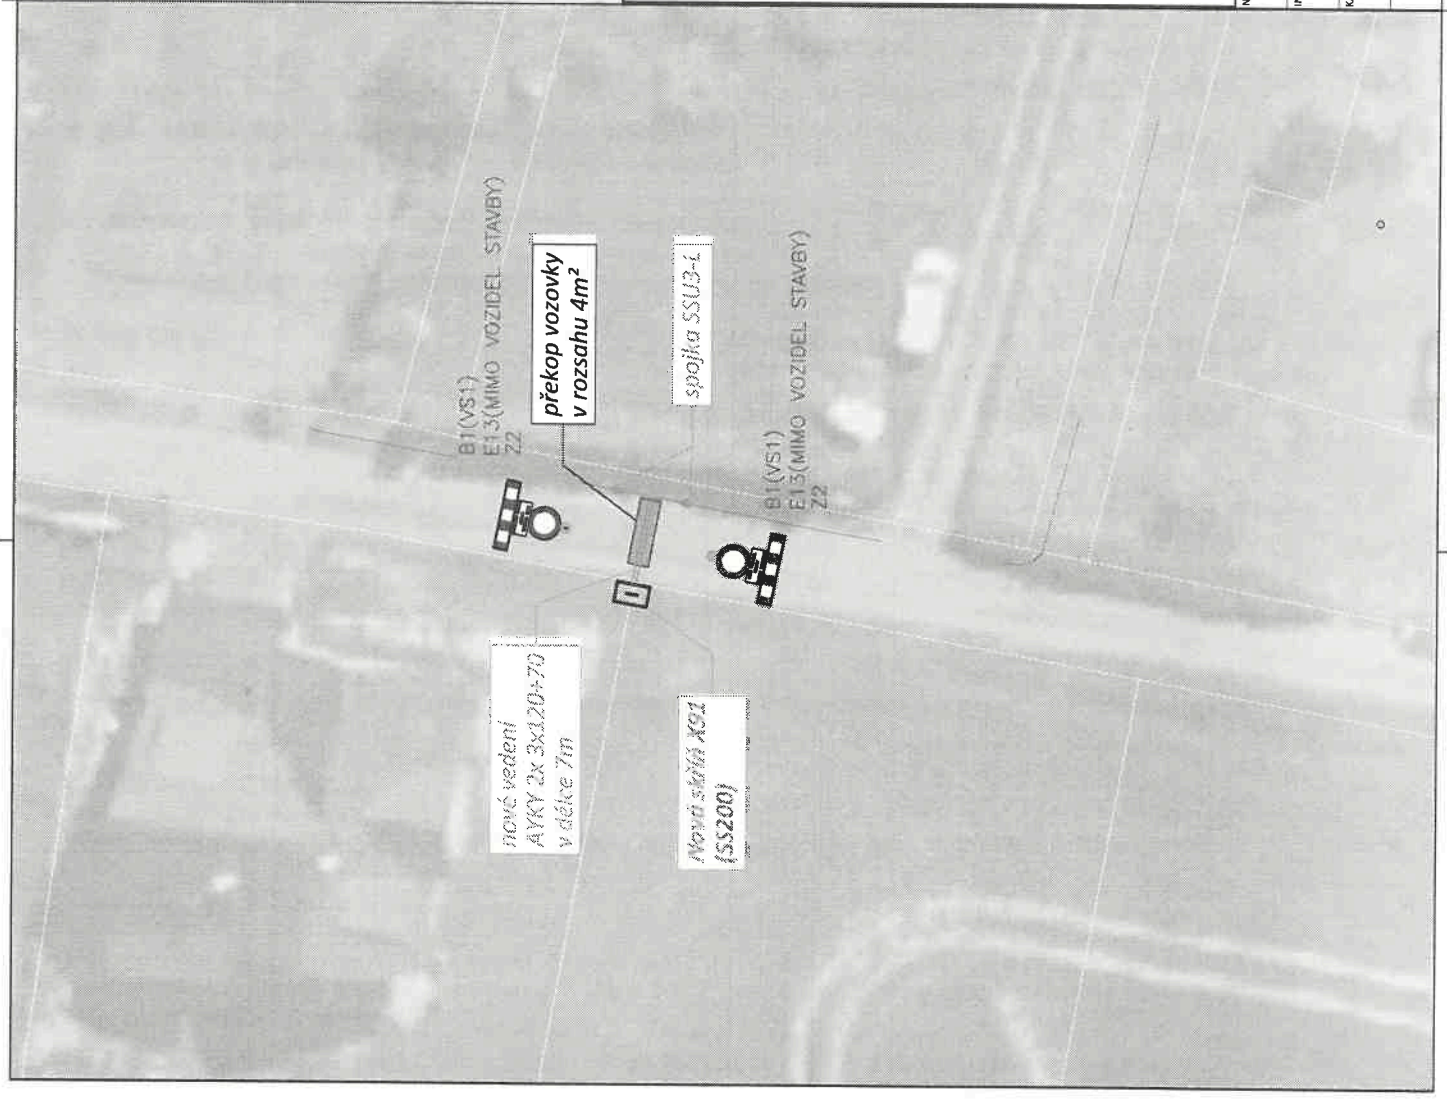 B1(VS1)
E13(MIMO VOZIDEL STAVBY)
Z2
překop vozovky
v rozsahu 4m²
spojka SSU3-L
B1(VS1)
E13(MIMO VOZIDEL STAVBY)
Z2
nové vedení
AYKY 2x 3x120+70
v délce 7m
Nová skříň X91
(SS200)